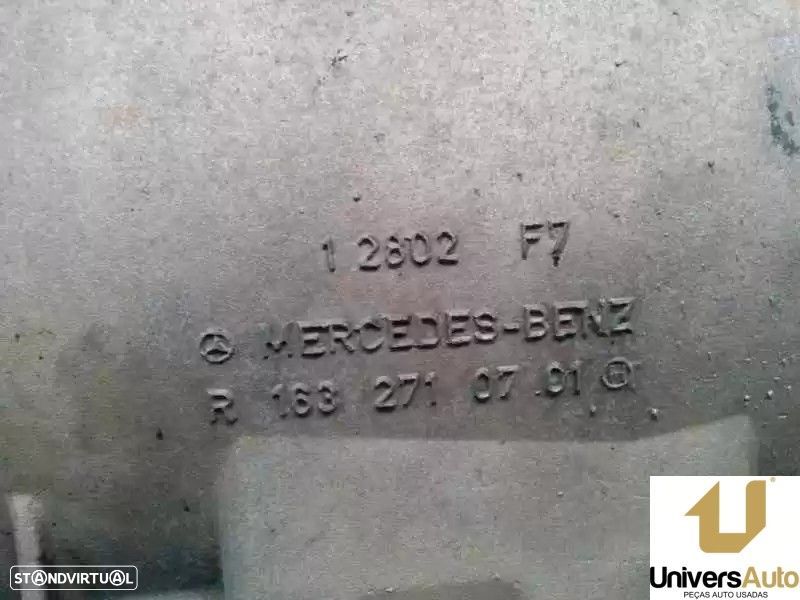 1 2802 F7
MERCEDES-BENZ
R 163 271 07 01 H
STANDVIRTUAL
UniversAuto
PEÇAS AUTO USADAS